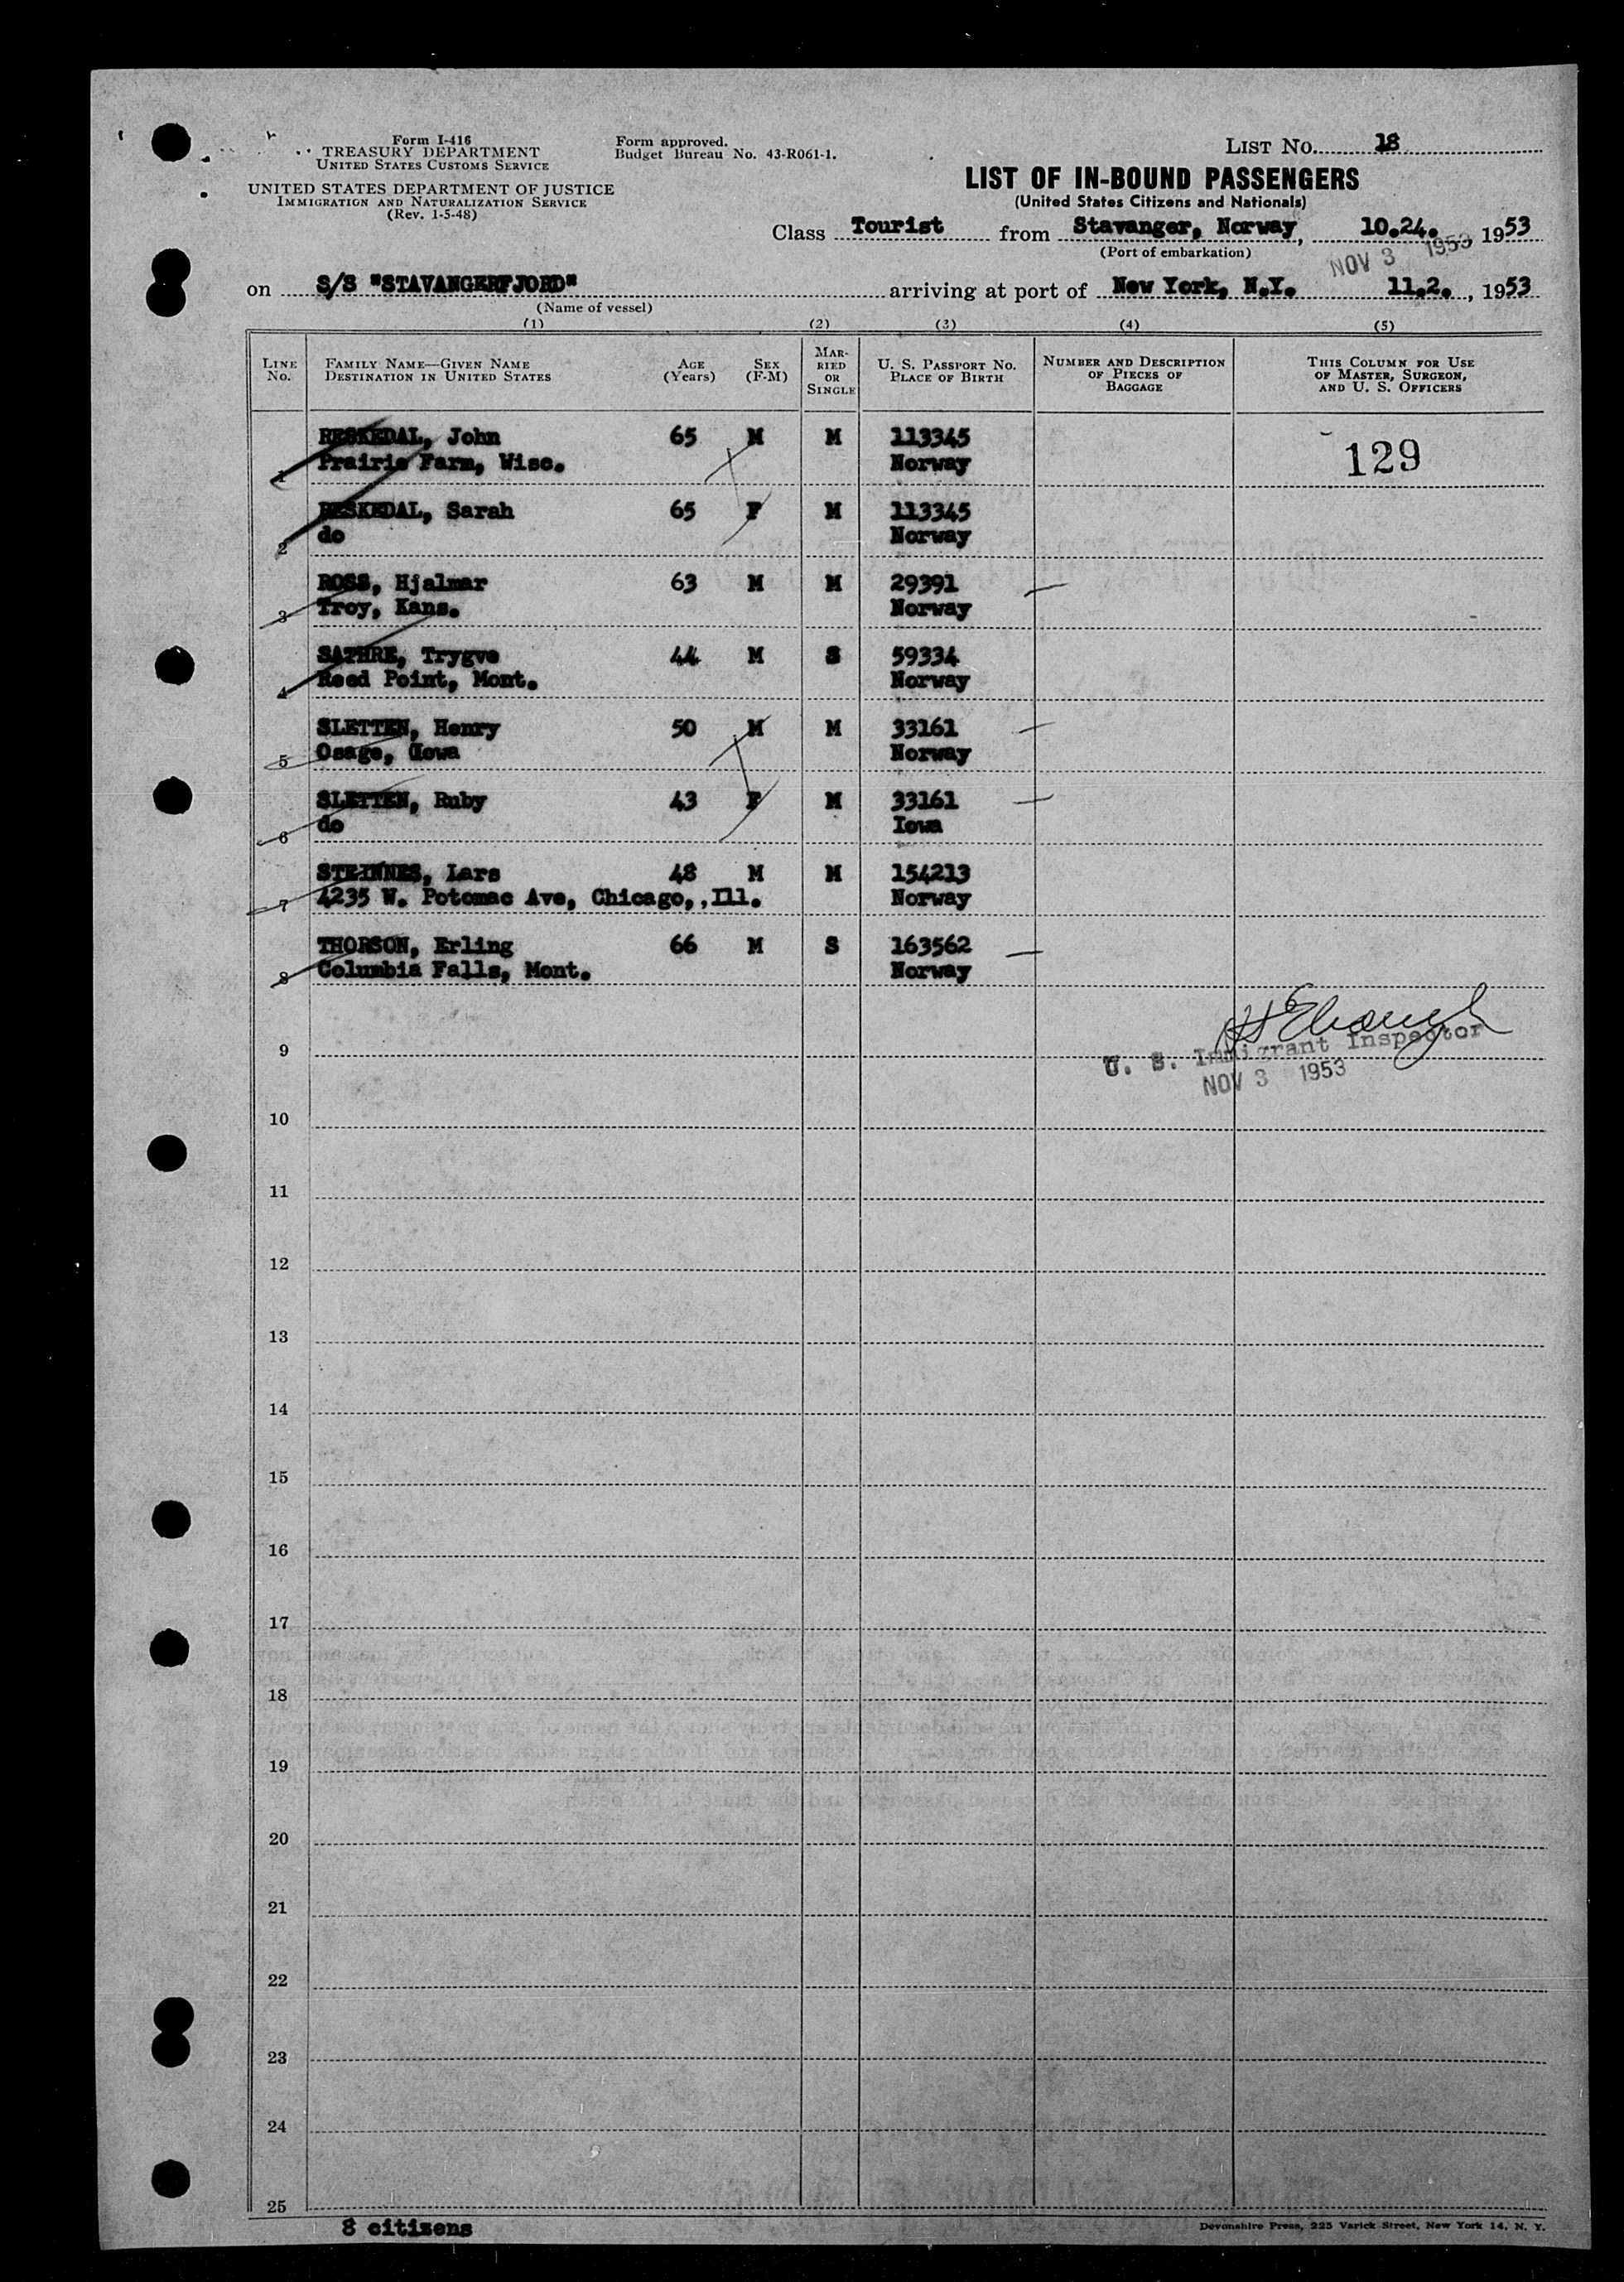 Form I-416
TREASURY DEPARTMENT
UNITED STATES CUSTOMS SERVICE
UNITED STATES DEPARTMENT OF JUSTICE
IMMIGRATION AND NATURALIZATION SERVICE
(Rev. 1-5-48)
Form approved.
Budget Bureau No. 43-R061-1.
LIST No. 18
LIST OF IN-BOUND PASSENGERS
(United States Citizens and Nationals)
Class Tourist from Stavanger, Norway, 10.24. 1953
(Port of embarkation)
NOV 3 1953
on S/S "STAVANGERFJORD" arriving at port of New York, N.Y. 11.2. , 1953
(Name of vessel)
(1) (2) (3) (4) (5)
LINE No. FAMILY NAME—GIVEN NAME DESTINATION IN UNITED STATES AGE (Years) SEX (F-M) MARRIED OR SINGLE U. S. PASSPORT NO. PLACE OF BIRTH NUMBER AND DESCRIPTION OF PIECES OF BAGGAGE THIS COLUMN FOR USE OF MASTER, SURGEON, AND U. S. OFFICERS
RESKEDAL, John 65 M M 113345 129
1 Prairie Farm, Wisc. Norway
RESKEDAL, Sarah 65 F M 113345
2 do Norway
ROSS, Hjalmar 63 M M 29391
3 Troy, Kans. Norway
SATHRE, Trygve 44 M S 59334
4 Reed Point, Mont. Norway
SLETTEN, Henry 50 M M 33161
5 Osage, Iowa Norway
SLETTEN, Ruby 43 F M 33161
6 do Iowa
STEINNES, Lars 48 M M 154213
7 4235 W. Potomac Ave, Chicago,,Ill. Norway
THORSON, Erling 66 M S 163562
8 Columbia Falls, Mont. Norway
9
U. S. Immigrant Inspector
NOV 3 1953
10
11
12
13
14
15
16
17
18
19
20
21
22
23
24
25
8 citizens
Devonshire Press, 225 Varick Street, New York 14, N. Y.